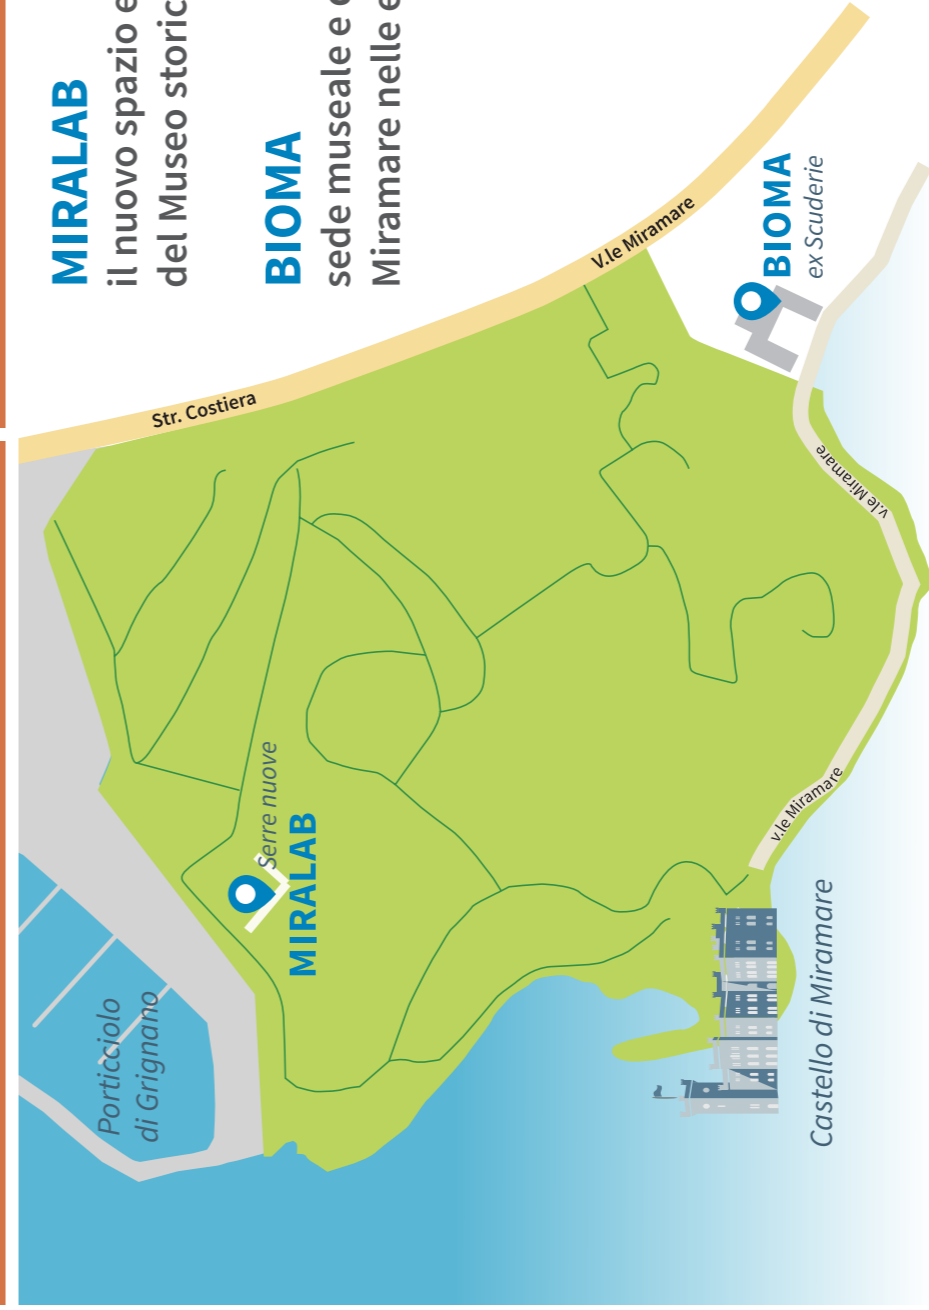 MIRALAB
il nuovo spazio e
del Museo storic
BIOMA
sede museale e
Miramare nelle e
Str. Costiera
V.le Miramare
BIOMA
ex Scuderie
v.le Miramare
v.le Miramare
Serre nuove
MIRALAB
Porticciolo
di Grignano
Castello di Miramare